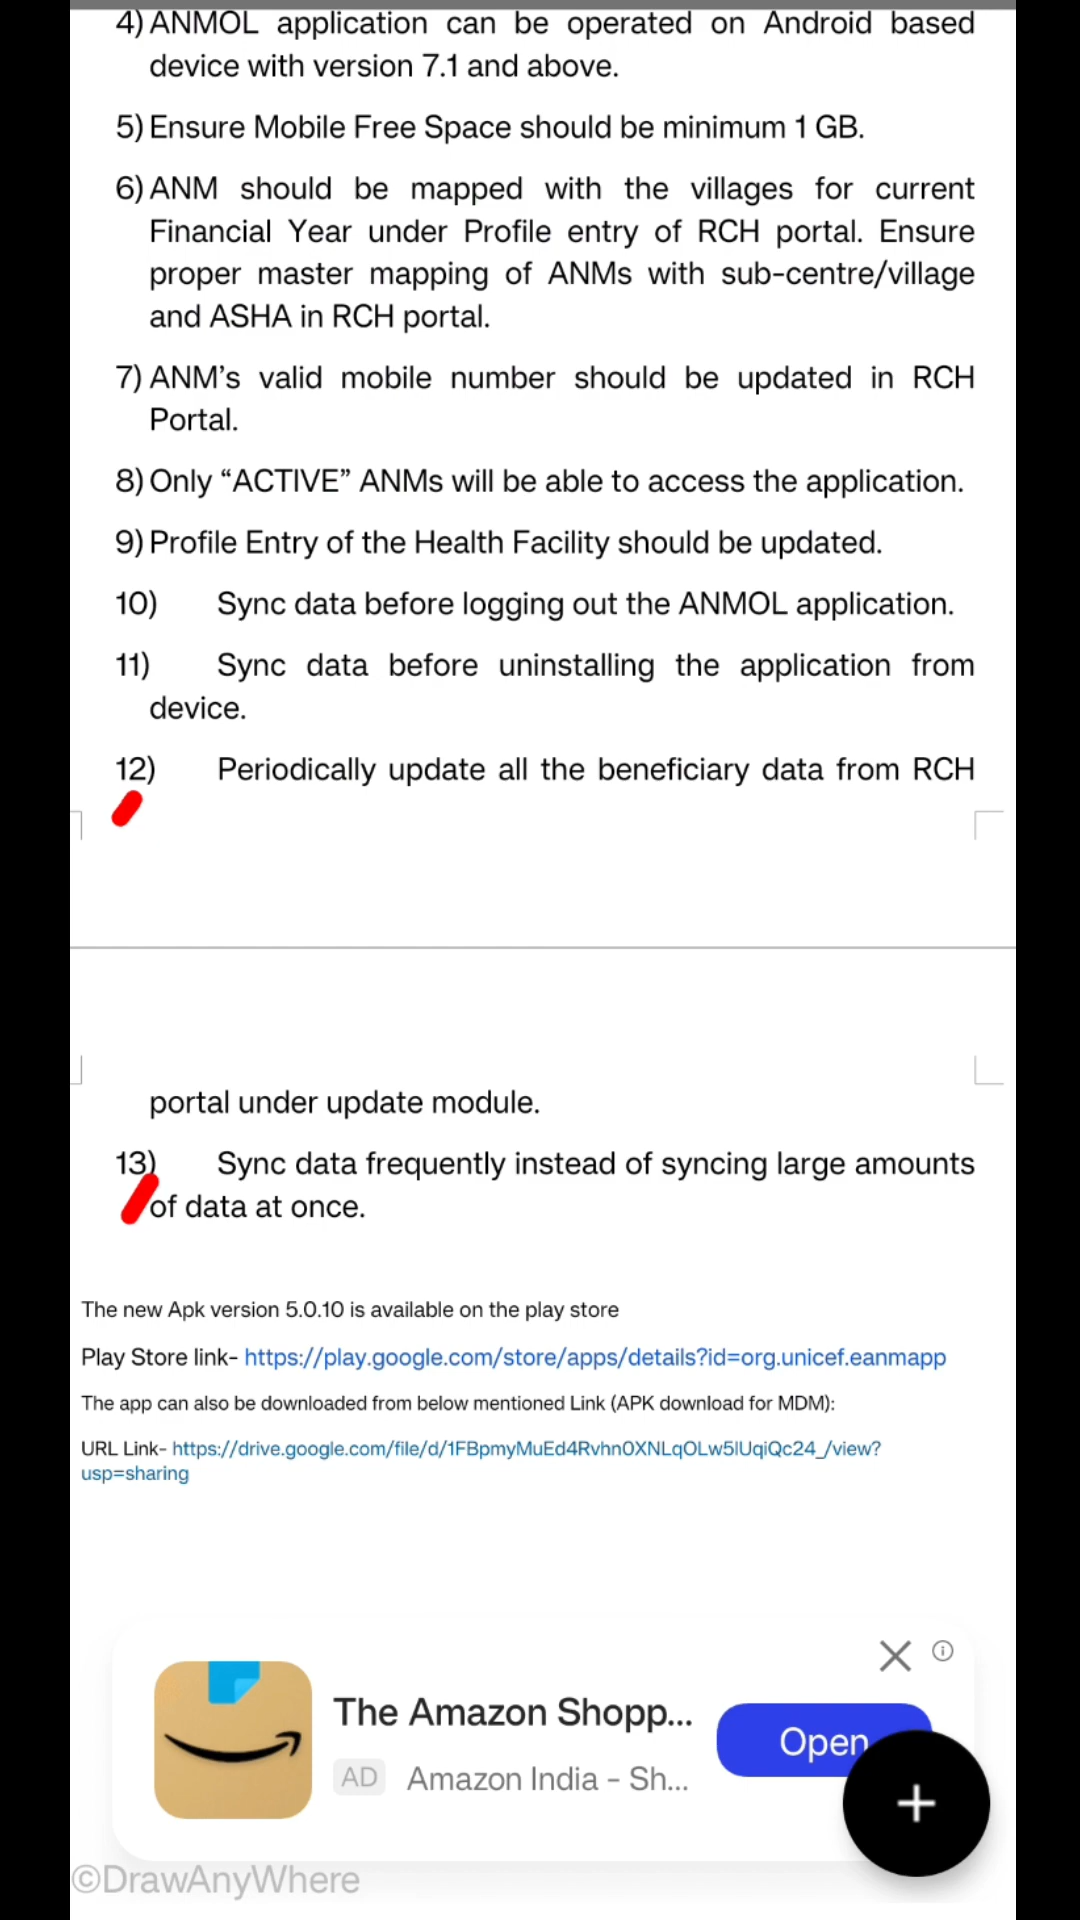 4) ANMOL application can be operated on Android based
device with version 7.1 and above.
5) Ensure Mobile Free Space should be minimum 1 GB.
6) ANM should be mapped with the villages for current
Financial Year under Profile entry of RCH portal. Ensure
proper master mapping of ANMs with sub-centre/village
and ASHA in RCH portal.
7) ANM’s valid mobile number should be updated in RCH
Portal.
8) Only “ACTIVE” ANMs will be able to access the application.
9) Profile Entry of the Health Facility should be updated.
10) Sync data before logging out the ANMOL application.
11) Sync data before uninstalling the application from
device.
12) Periodically update all the beneficiary data from RCH
portal under update module.
13) Sync data frequently instead of syncing large amounts
of data at once.
The new Apk version 5.0.10 is available on the play store
Play Store link- https://play.google.com/store/apps/details?id=org.unicef.eanmapp
The app can also be downloaded from below mentioned Link (APK download for MDM):
URL Link- https://drive.google.com/file/d/1FBpmyMuEd4Rvhn0XNLqOLw5lUqiQc24_/view?
usp=sharing
The Amazon Shopp...
Open
AD Amazon India - Sh...
©DrawAnyWhere